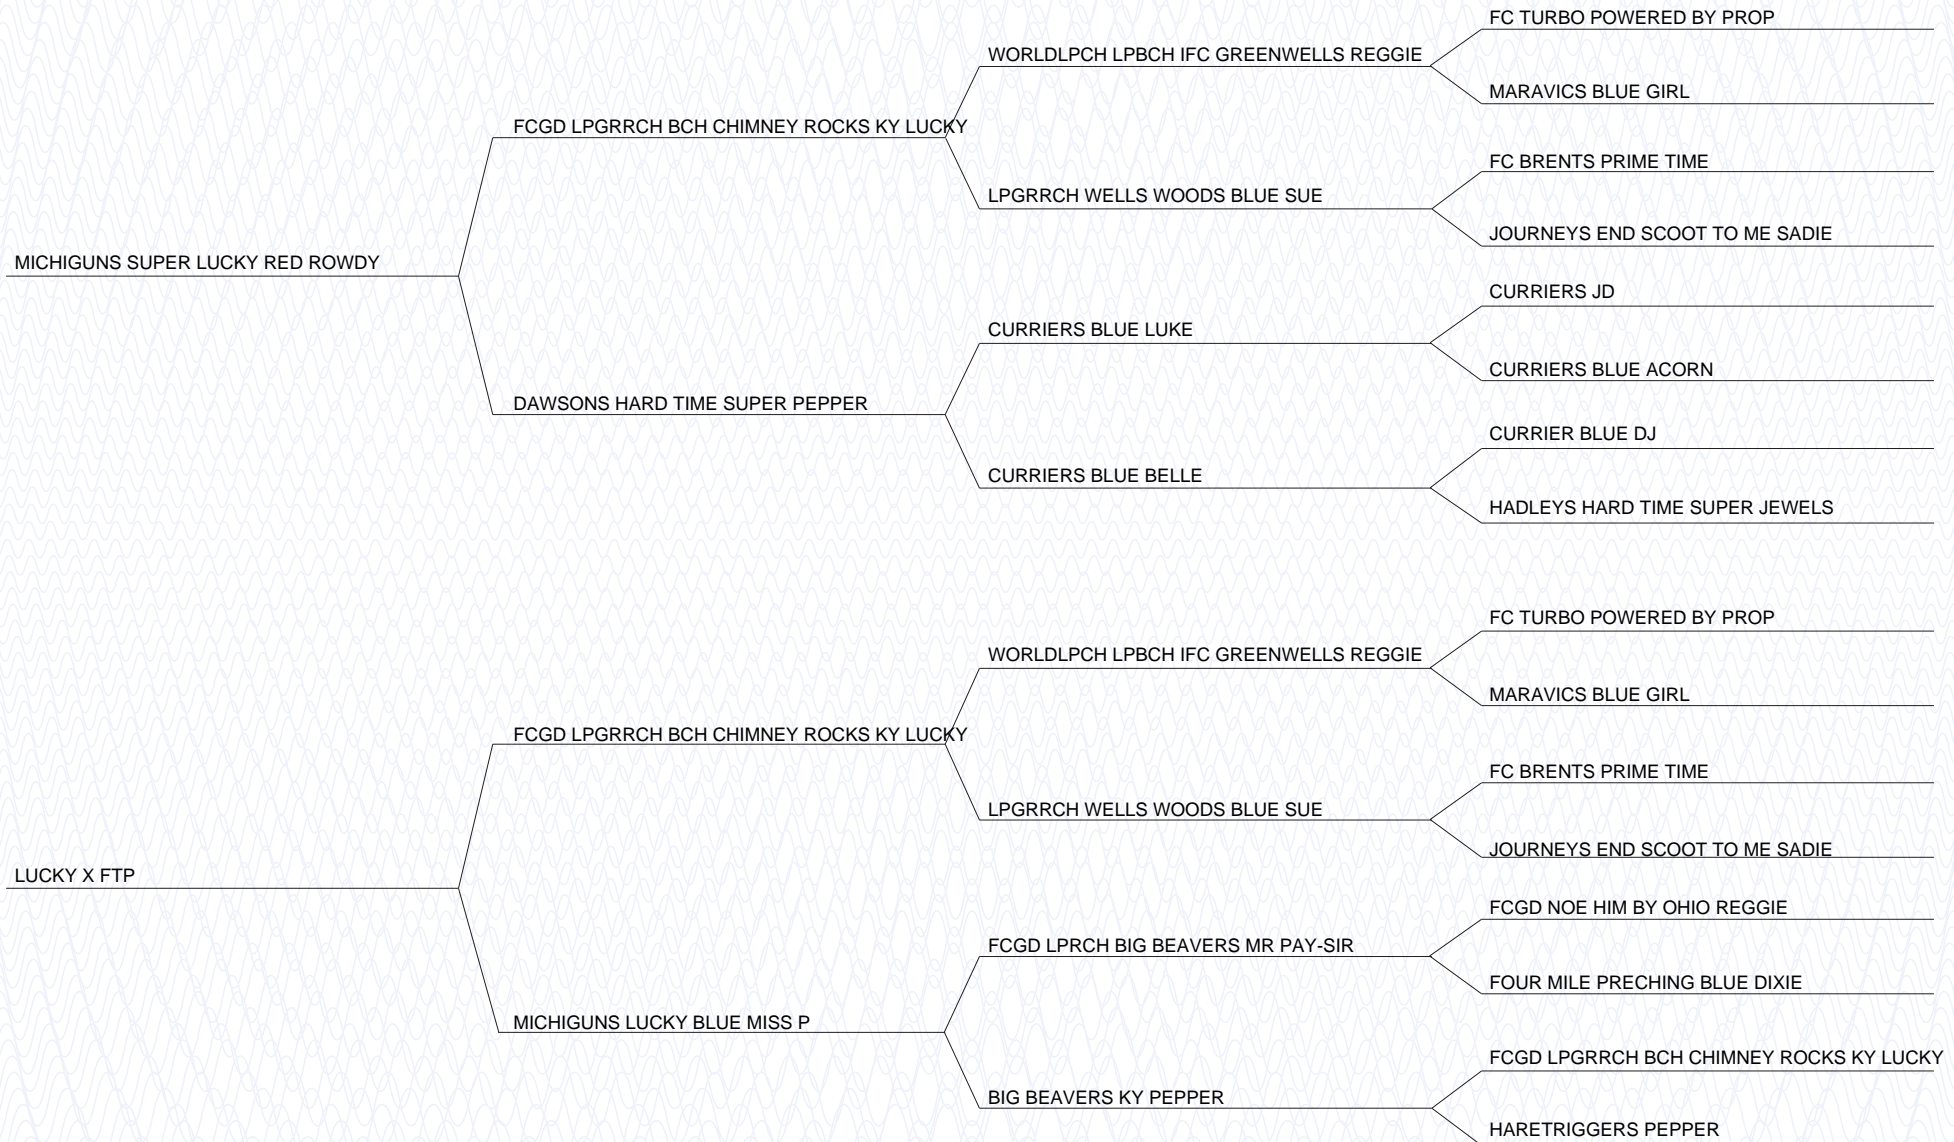 FC TURBO POWERED BY PROP
WORLDLPCH LPBCH IFC GREENWELLS REGGIE
MARAVICS BLUE GIRL
FCGD LPGRRCH BCH CHIMNEY ROCKS KY LUCKY
FC BRENTS PRIME TIME
LPGRRCH WELLS WOODS BLUE SUE
JOURNEYS END SCOOT TO ME SADIE
MICHIGUNS SUPER LUCKY RED ROWDY
CURRIERS JD
CURRIERS BLUE LUKE
CURRIERS BLUE ACORN
DAWSONS HARD TIME SUPER PEPPER
CURRIER BLUE DJ
CURRIERS BLUE BELLE
HADLEYS HARD TIME SUPER JEWELS
FC TURBO POWERED BY PROP
WORLDLPCH LPBCH IFC GREENWELLS REGGIE
MARAVICS BLUE GIRL
FCGD LPGRRCH BCH CHIMNEY ROCKS KY LUCKY
FC BRENTS PRIME TIME
LPGRRCH WELLS WOODS BLUE SUE
JOURNEYS END SCOOT TO ME SADIE
LUCKY X FTP
FCGD NOE HIM BY OHIO REGGIE
FCGD LPRCH BIG BEAVERS MR PAY-SIR
FOUR MILE PRECHING BLUE DIXIE
MICHIGUNS LUCKY BLUE MISS P
FCGD LPGRRCH BCH CHIMNEY ROCKS KY LUCKY
BIG BEAVERS KY PEPPER
HARETRIGGERS PEPPER